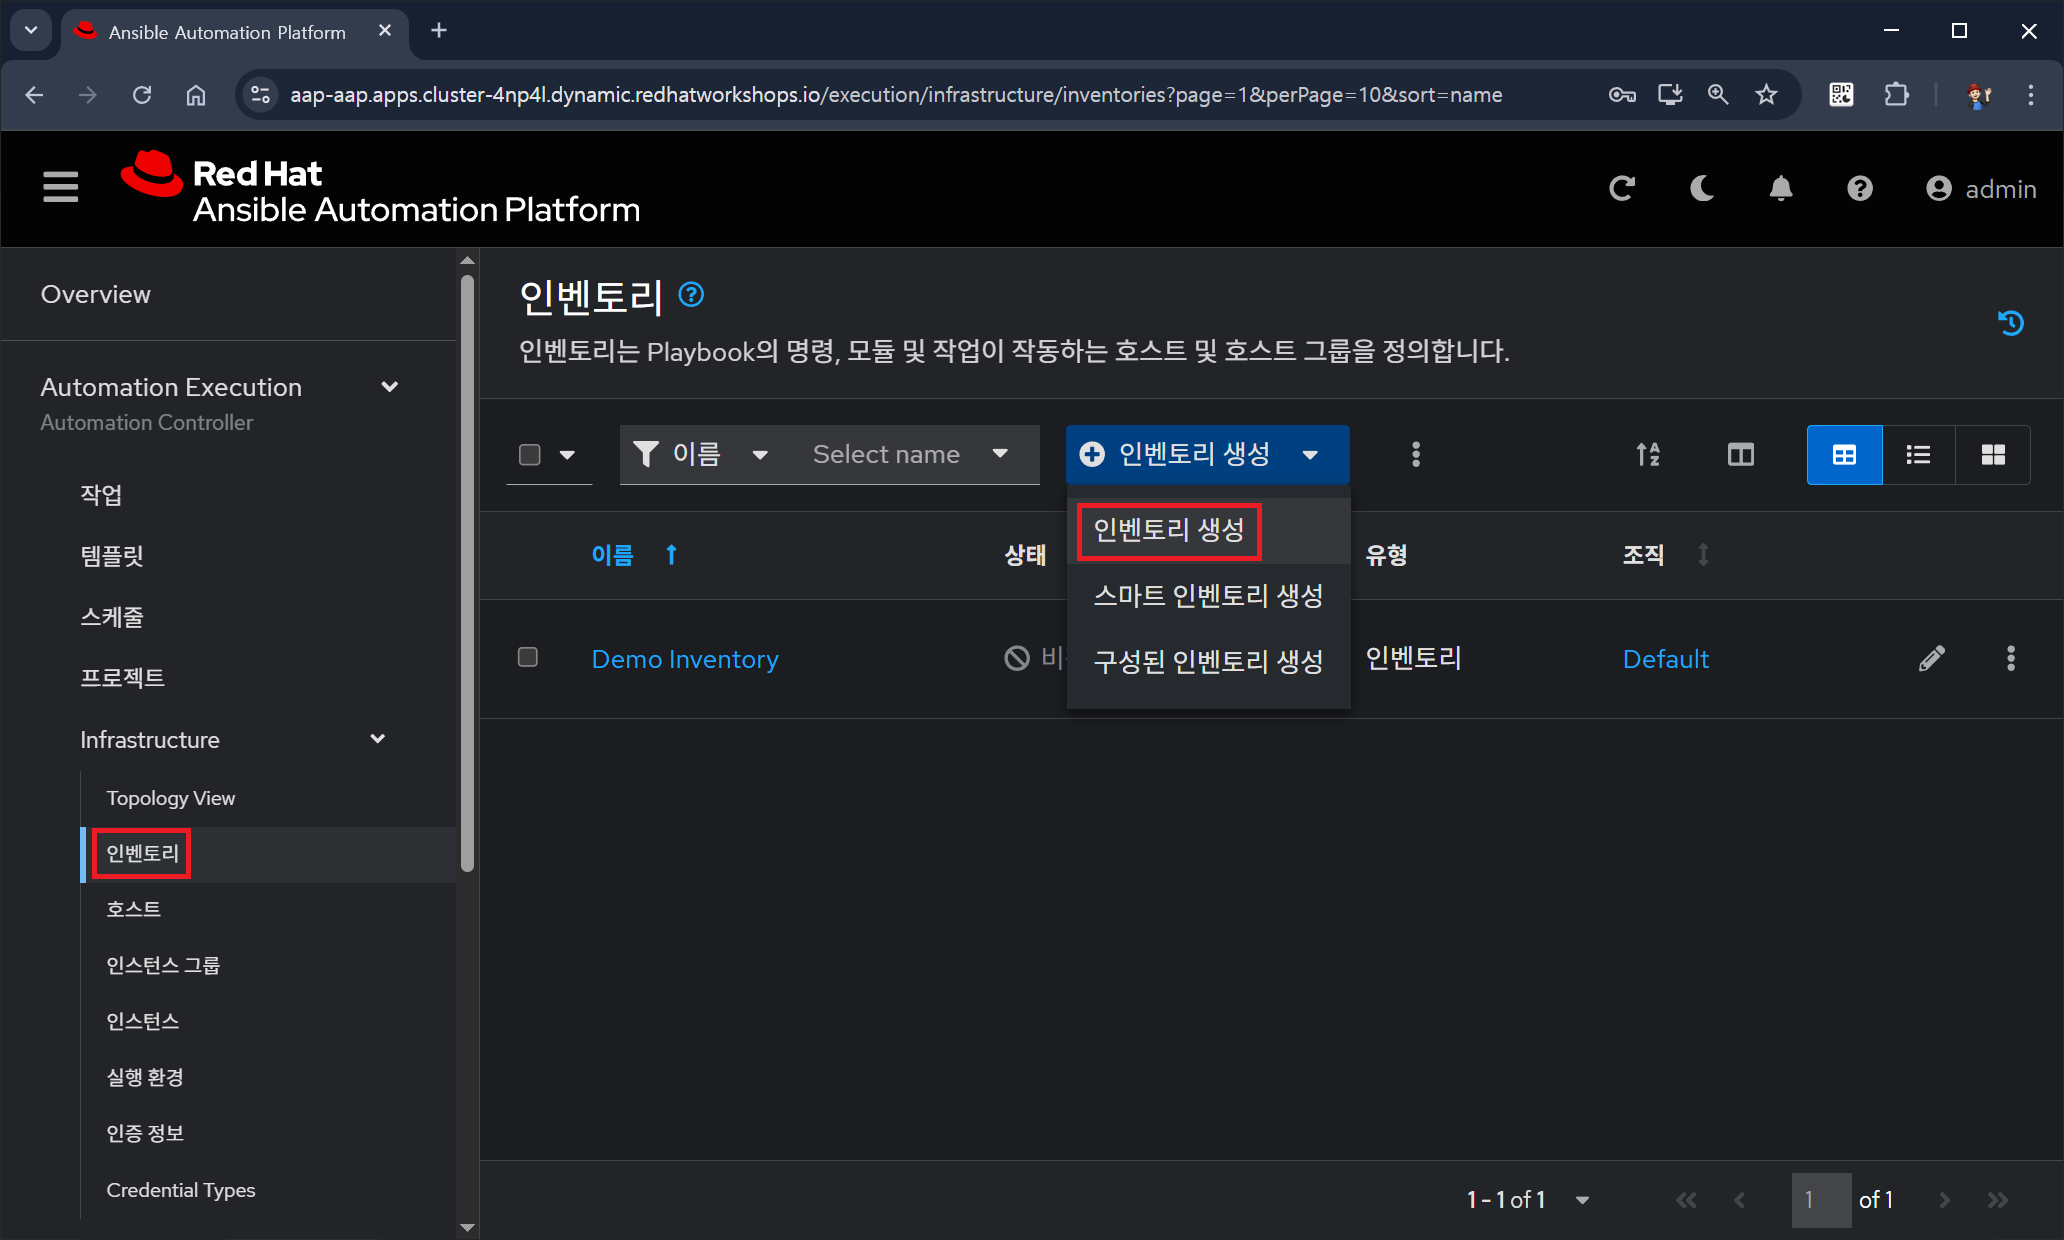 Ansible Automation Platform
aap-aap.apps.cluster-4np4l.dynamic.redhatworkshops.io/execution/infrastructure/inventories?page=1&perPage=10&sort=name
Red Hat
Ansible Automation Platform
admin
Overview
Automation Execution
Automation Controller
작업
템플릿
스케줄
프로젝트
Infrastructure
Topology View
인벤토리
호스트
인스턴스 그룹
인스턴스
실행 환경
인증 정보
Credential Types
인벤토리
인벤토리는 Playbook의 명령, 모듈 및 작업이 작동하는 호스트 및 호스트 그룹을 정의합니다.
이름 Select name 인벤토리 생성
인벤토리 생성
스마트 인벤토리 생성
구성된 인벤토리 생성
이름 상태 유형 조직
Demo Inventory 비 인벤토리 Default
1 - 1 of 1 1 of 1